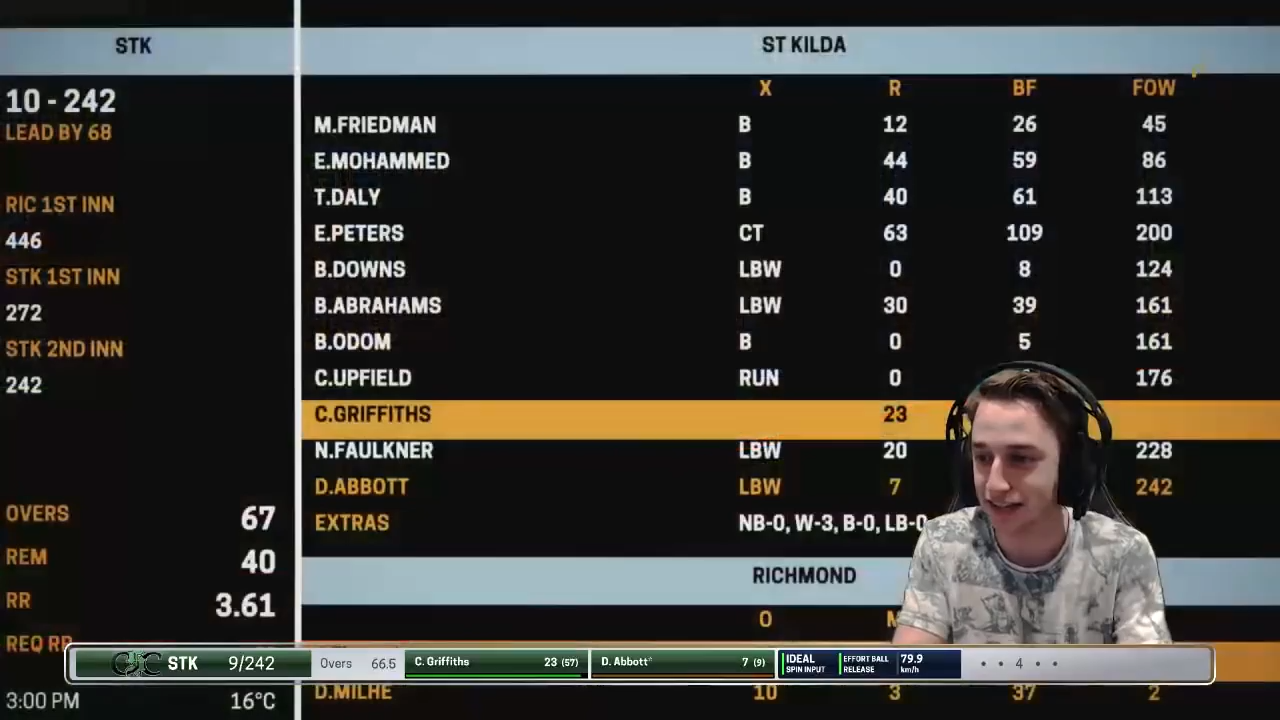 STK
10 - 242
LEAD BY 68
RIC 1ST INN
446
STK 1ST INN
272
STK 2ND INN
242
OVERS 67
REM 40
RR 3.61
REQ RR
3:00 PM 16°C
ST KILDA
X R BF FOW
M.FRIEDMAN B 12 26 45
E.MOHAMMED B 44 59 86
T.DALY B 40 61 113
E.PETERS CT 63 109 200
B.DOWNS LBW 0 8 124
B.ABRAHAMS LBW 30 39 161
B.ODOM B 0 5 161
C.UPFIELD RUN 0 176
C.GRIFFITHS 23
N.FAULKNER LBW 20 228
D.ABBOTT LBW 7 242
EXTRAS NB-0, W-3, B-0, LB-0
RICHMOND
O M
D.MILHE 10 3 37 2
STK 9/242 Overs 66.5 C. Griffiths 23 (57) D. Abbott* 7 (9) IDEAL SPIN INPUT EFFORT BALL RELEASE 79.9 km/h • • 4 • •